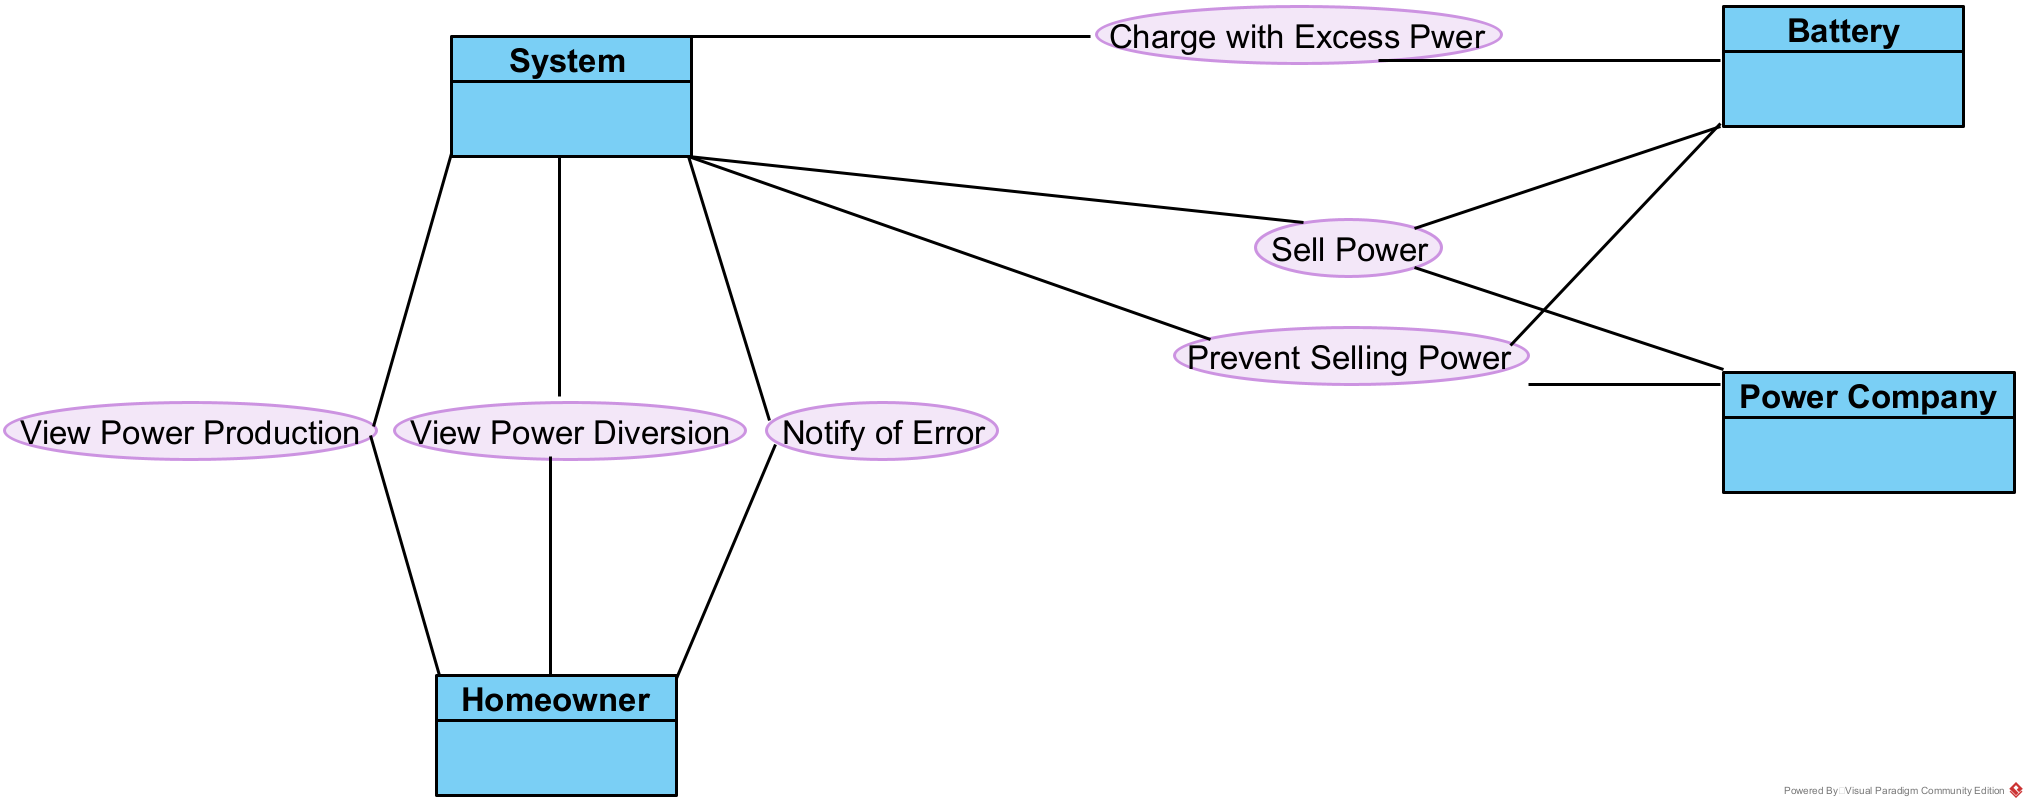 System
Charge with Excess Pwer
Battery
Sell Power
Prevent Selling Power
Power Company
View Power Production
View Power Diversion
Notify of Error
Homeowner
Powered By Visual Paradigm Community Edition